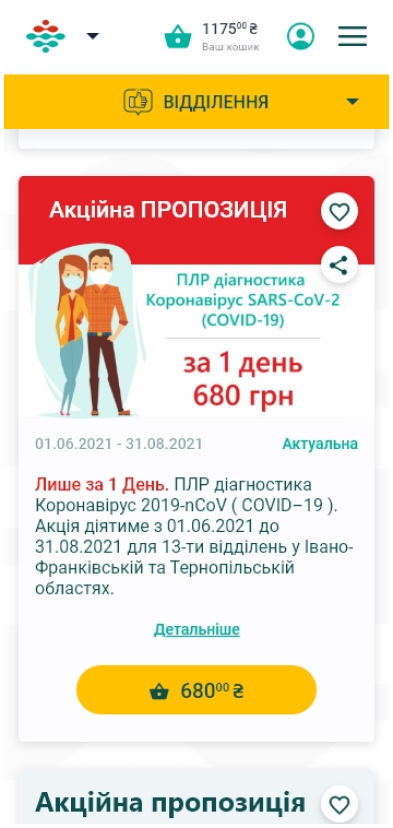 1175⁰⁰ ₴
Ваш кошик
ВІДДІЛЕННЯ
Акційна ПРОПОЗИЦІЯ
ПЛР діагностика
Коронавірус SARS-CoV-2
(COVID-19)
за 1 день
680 грн
01.06.2021 - 31.08.2021 Актуальна
Лише за 1 День. ПЛР діагностика
Коронавірус 2019-nCoV ( COVID–19 ).
Акція діятиме з 01.06.2021 до
31.08.2021 для 13-ти відділень у Івано-
Франківській та Тернопільській
областях.
Детальніше
680⁰⁰ ₴
Акційна пропозиція